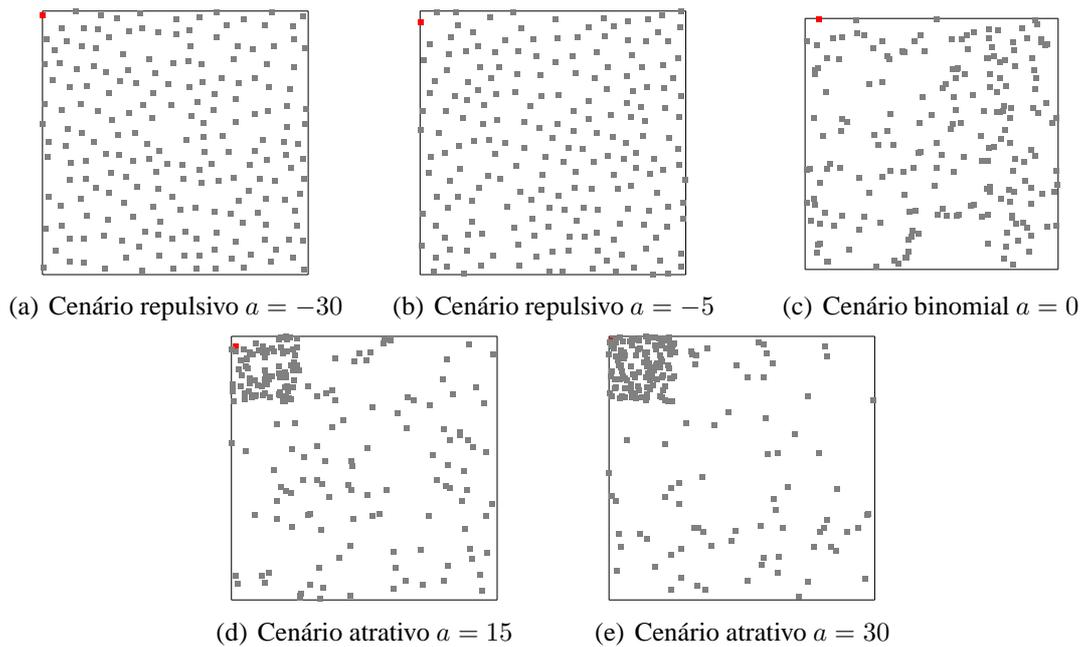 (a) Cenário repulsivo a = −30
(b) Cenário repulsivo a = −5
(c) Cenário binomial a = 0
(d) Cenário atrativo a = 15
(e) Cenário atrativo a = 30